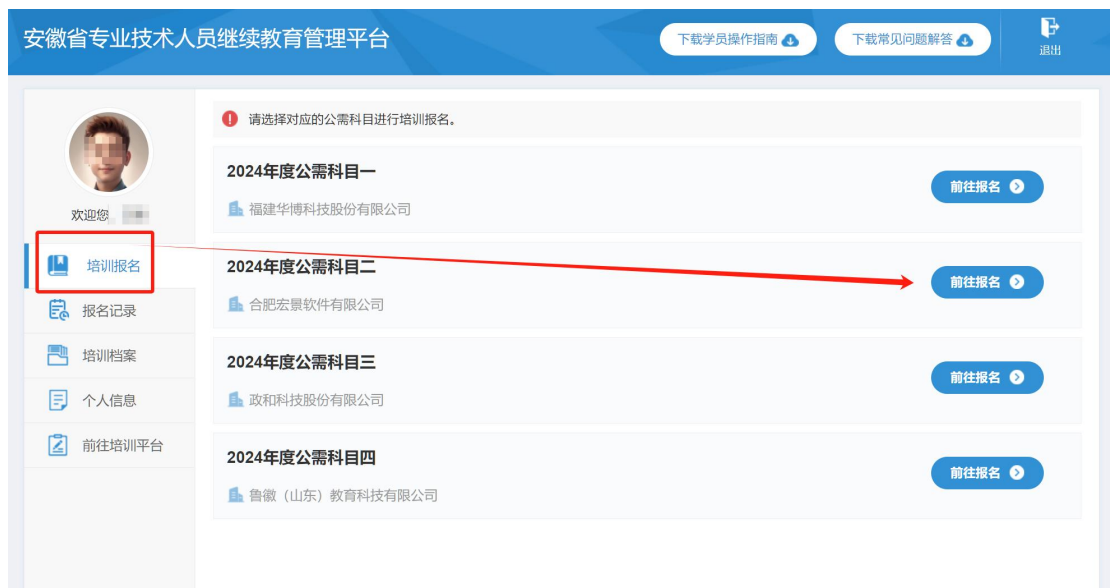 安徽省专业技术人员继续教育管理平台
下载学员操作指南
下载常见问题解答
退出
欢迎您
培训报名
报名记录
培训档案
个人信息
前往培训平台
请选择对应的公需科目进行培训报名。
2024年度公需科目一
福建华博科技股份有限公司
前往报名
2024年度公需科目二
合肥宏景软件有限公司
前往报名
2024年度公需科目三
政和科技股份有限公司
前往报名
2024年度公需科目四
鲁徽（山东）教育科技有限公司
前往报名